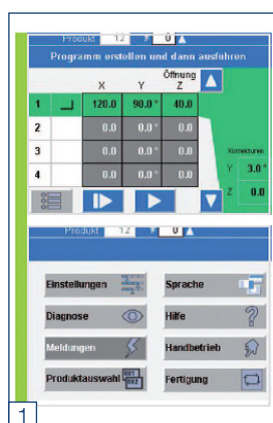 Produkt 12 0
Programm erstellen und dann ausführen
X Y Öffnung Z
1 120.0 90.0° 40.0
2 0.0 0.0° 0.0
3 0.0 0.0° 0.0
4 0.0 0.0° 0.0
Korrekturen
Y 3.0°
Z 0.0
Produkt 12 0
Einstellungen Sprache
Diagnose Hilfe ?
Meldungen Handbetrieb
Produktauswahl 001 002 Fertigung
1